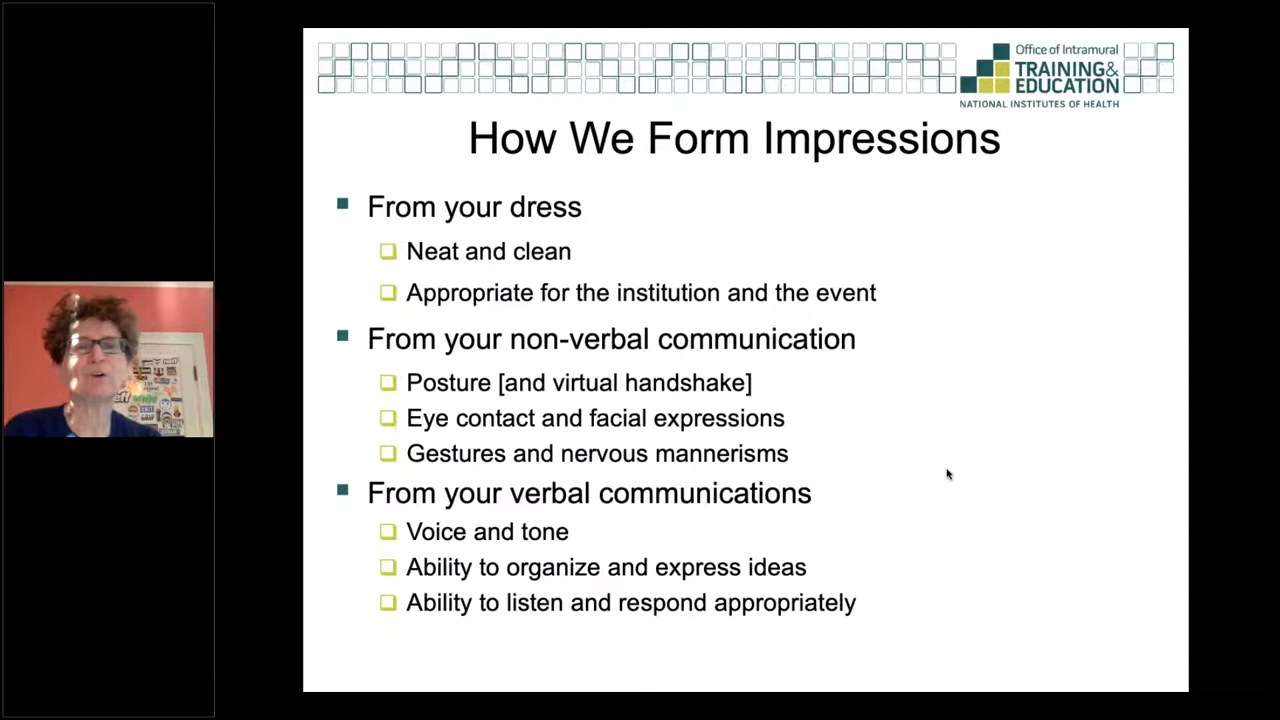 Office of Intramural
TRAINING&
EDUCATION
NATIONAL INSTITUTES OF HEALTH
How We Form Impressions
From your dress
Neat and clean
Appropriate for the institution and the event
From your non-verbal communication
Posture [and virtual handshake]
Eye contact and facial expressions
Gestures and nervous mannerisms
From your verbal communications
Voice and tone
Ability to organize and express ideas
Ability to listen and respond appropriately